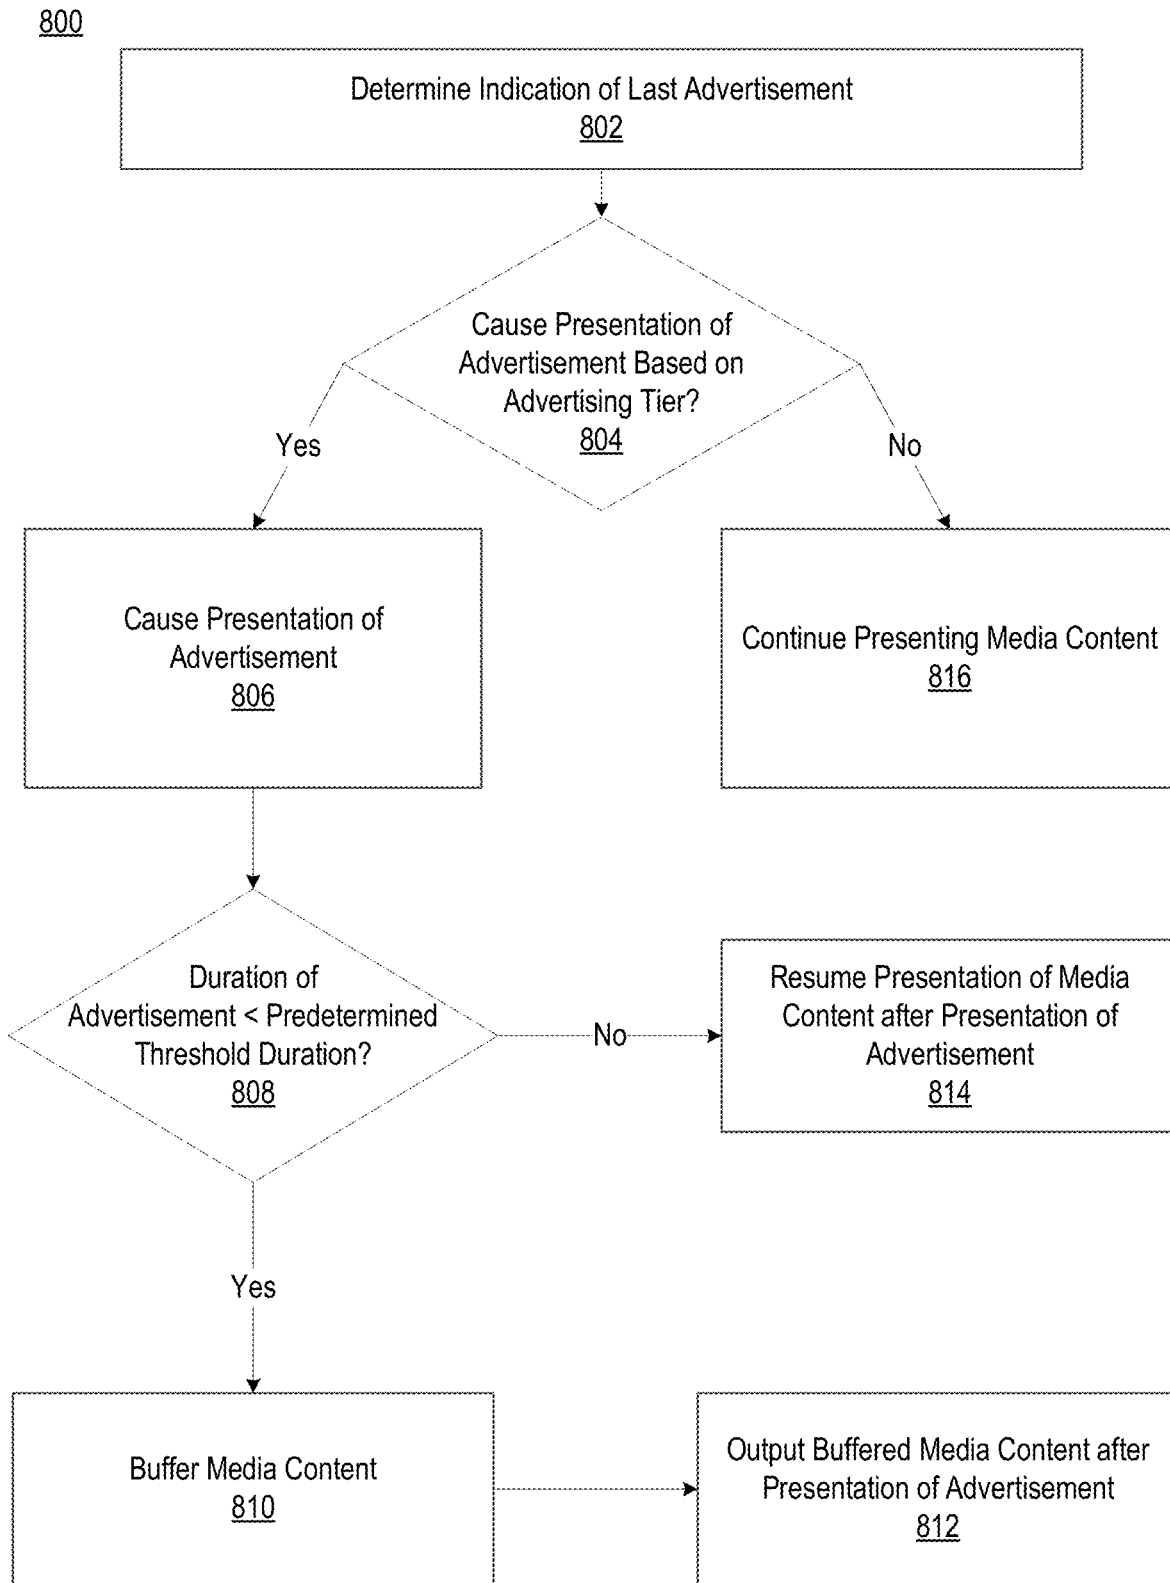 800
Determine Indication of Last Advertisement
802
Cause Presentation of
Advertisement Based on
Advertising Tier?
804
Yes
No
Cause Presentation of
Advertisement
806
Continue Presenting Media Content
816
Duration of
Advertisement < Predetermined
Threshold Duration?
808
No
Resume Presentation of Media
Content after Presentation of
Advertisement
814
Yes
Buffer Media Content
810
Output Buffered Media Content after
Presentation of Advertisement
812